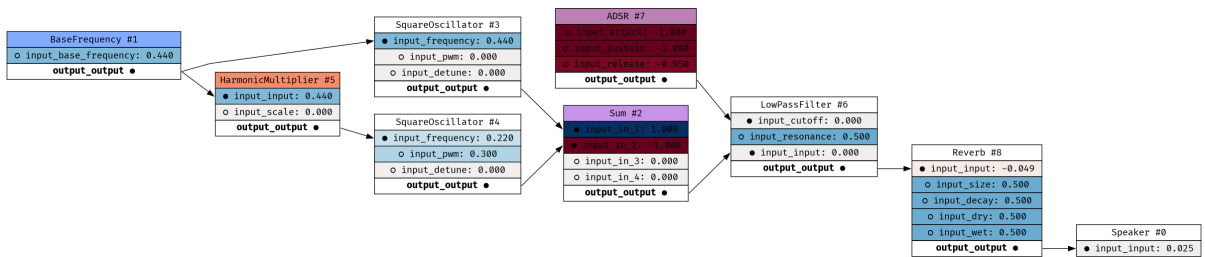 BaseFrequency #1
input_base_frequency: 0.440
output_output
HarmonicMultiplier #5
input_input: 0.440
input_scale: 0.000
output_output
SquareOscillator #3
input_frequency: 0.440
input_pwm: 0.000
input_detune: 0.000
output_output
SquareOscillator #4
input_frequency: 0.220
input_pwm: 0.300
input_detune: 0.000
output_output
ADSR #7
input_attack: -1.000
input_sustain: -1.000
input_release: -0.950
output_output
Sum #2
input_in_1: 1.000
input_in_2: -1.000
input_in_3: 0.000
input_in_4: 0.000
output_output
LowPassFilter #6
input_cutoff: 0.000
input_resonance: 0.500
input_input: 0.000
output_output
Reverb #8
input_input: -0.049
input_size: 0.500
input_decay: 0.500
input_dry: 0.500
input_wet: 0.500
output_output
Speaker #0
input_input: 0.025